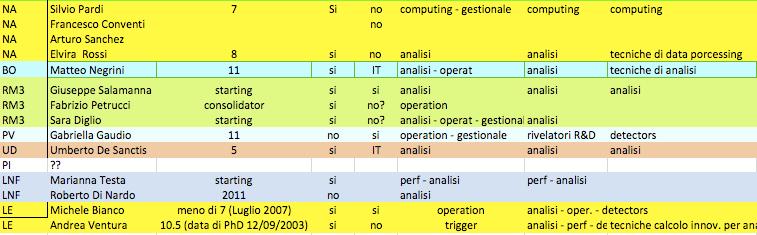 NA Silvio Pardi 7 Si no computing - gestionale computing computing
NA Francesco Conventi no
NA Arturo Sanchez
NA Elvira Rossi 8 si no analisi analisi tecniche di data porcessing
BO Matteo Negrini 11 si IT analisi - operat analisi tecniche di analisi
RM3 Giuseppe Salamanna starting si si analisi analisi analisi
RM3 Fabrizio Petrucci consolidator si no? operation
RM3 Sara Diglio starting si no? analisi - operat - gestional analisi
PV Gabriella Gaudio 11 no si operation - gestionale rivelatori R&D detectors
UD Umberto De Sanctis 5 si IT analisi analisi analisi
PI ??
LNF Marianna Testa starting si perf - analisi perf - analisi
LNF Roberto Di Nardo 2011 no analisi
LE Michele Bianco meno di 7 (Luglio 2007) si si operation analisi - oper. - detectors
LE Andrea Ventura 10.5 (data di PhD 12/09/2003) si no trigger analisi - perf - de tecniche calcolo innov. per ana